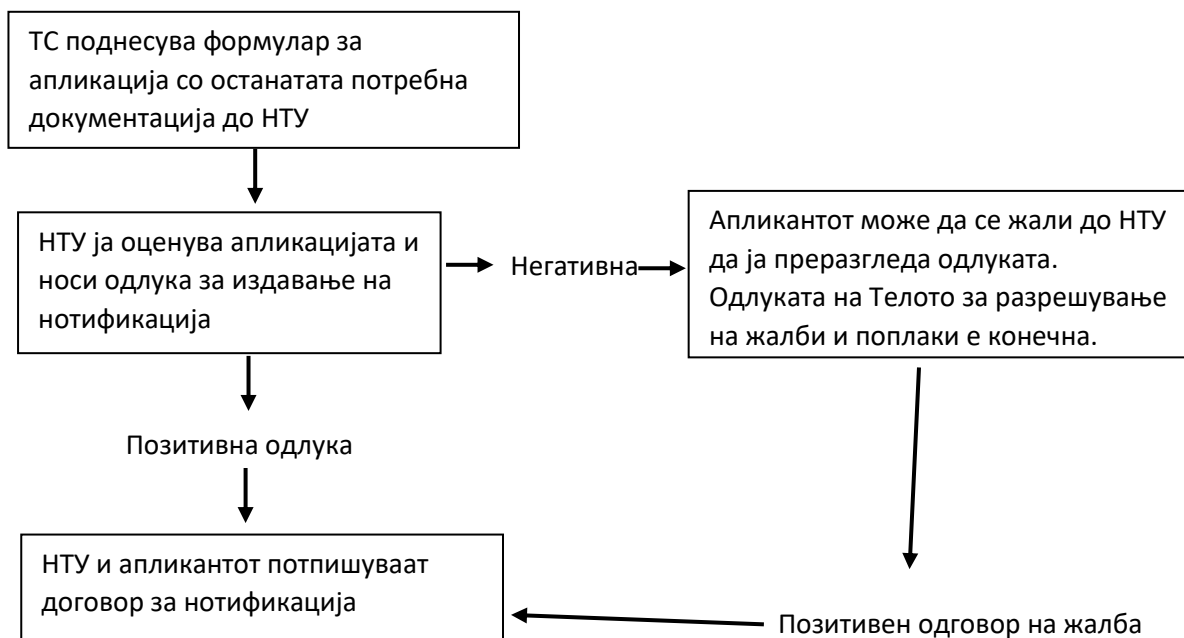 ТС поднесува формулар за
апликација со останатата потребна
документација до НТУ
НТУ ја оценува апликацијата и
носи одлука за издавање на
нотификација
Негативна
Апликантот може да се жали до НТУ
да ја преразгледа одлуката.
Одлуката на Телото за разрешување
на жалби и поплаки е конечна.
Позитивна одлука
НТУ и апликантот потпишуваат
договор за нотификација
Позитивен одговор на жалба